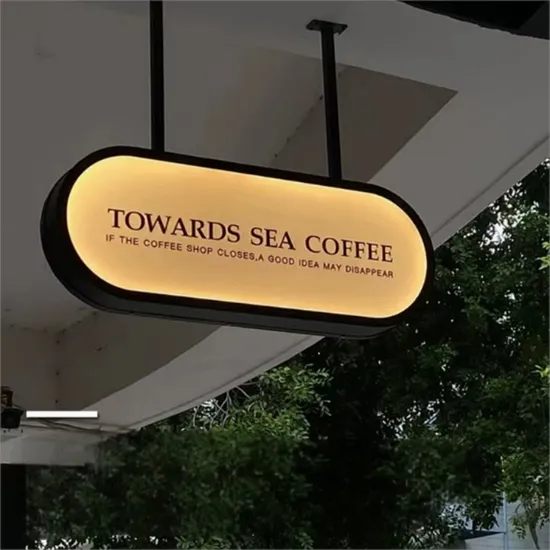 TOWARDS SEA COFFEE
IF THE COFFEE SHOP CLOSES,A GOOD IDEA MAY DISAPPEAR